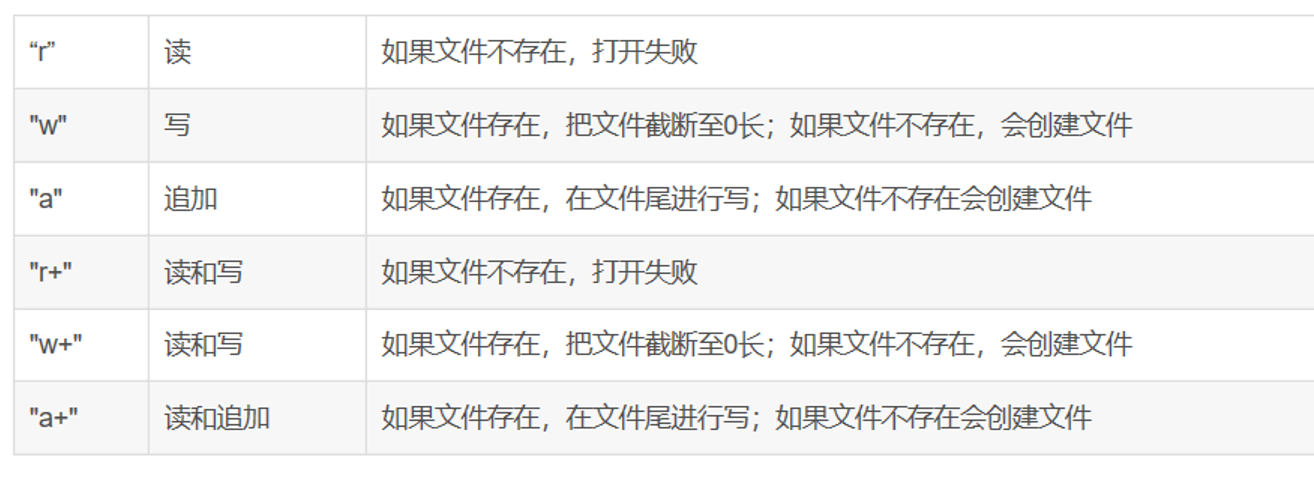 “r” 读 如果文件不存在，打开失败
"w" 写 如果文件存在，把文件截断至0长；如果文件不存在，会创建文件
"a" 追加 如果文件存在，在文件尾进行写；如果文件不存在会创建文件
"r+" 读和写 如果文件不存在，打开失败
"w+" 读和写 如果文件存在，把文件截断至0长；如果文件不存在，会创建文件
"a+" 读和追加 如果文件存在，在文件尾进行写；如果文件不存在会创建文件